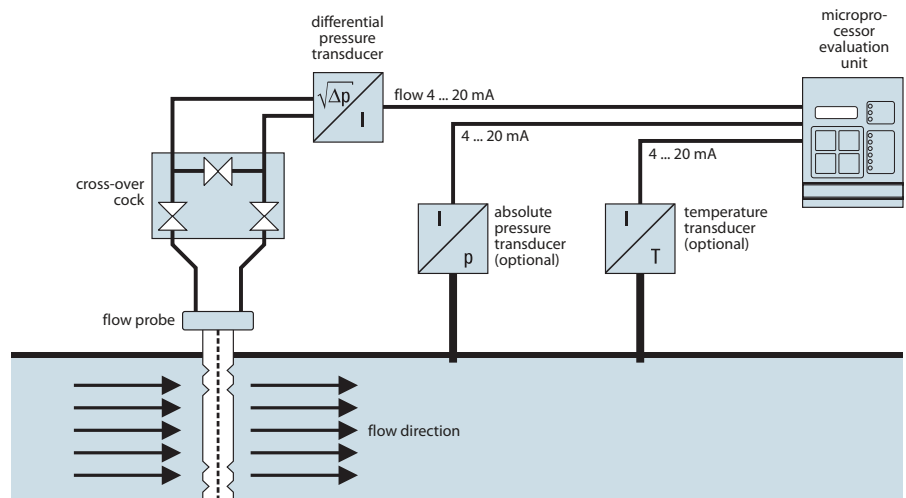 differential
pressure
transducer
micropro-
cessor
evaluation
unit
√Δp
I
flow 4 ... 20 mA
4 ... 20 mA
4 ... 20 mA
cross-over
cock
I
p
absolute
pressure
transducer
(optional)
I
T
temperature
transducer
(optional)
flow probe
flow direction